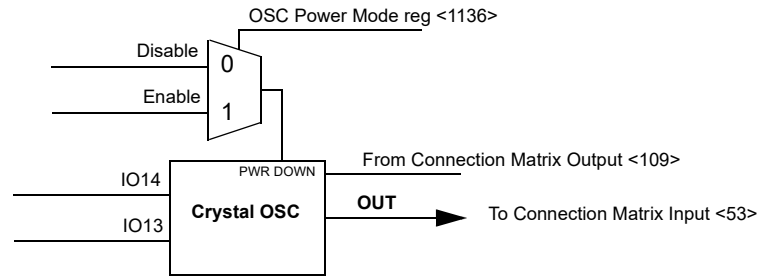 OSC Power Mode reg <1136>
Disable
0
Enable
1
PWR DOWN
From Connection Matrix Output <109>
IO14
Crystal OSC
OUT
To Connection Matrix Input <53>
IO13